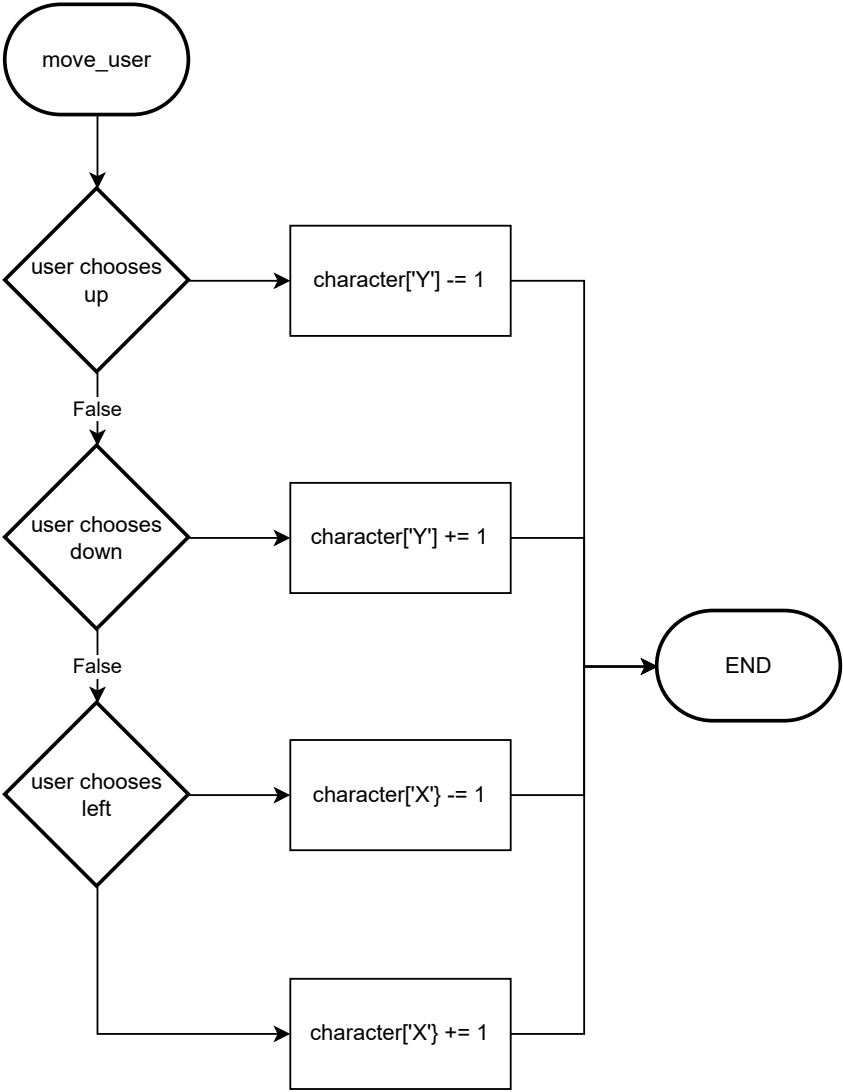 move_user
user chooses
up
character['Y'] -= 1
False
user chooses
down
character['Y'] += 1
False
END
user chooses
left
character['X'} -= 1
character['X'} += 1